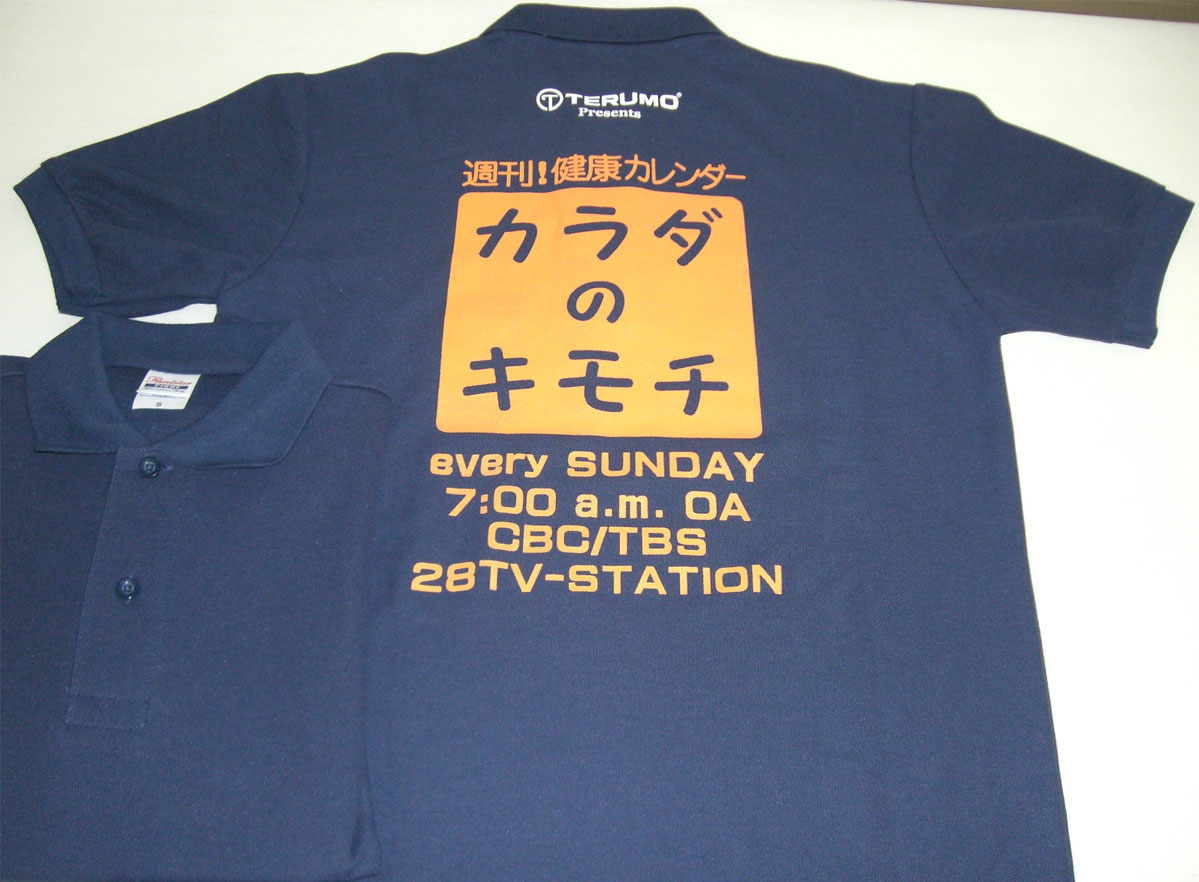 TERUMO
Presents
週刊!健康カレンダー
カラダ
の
キモチ
every SUNDAY
7:00 a.m. OA
CBC/TBS
28TV-STATION
Printstar
S